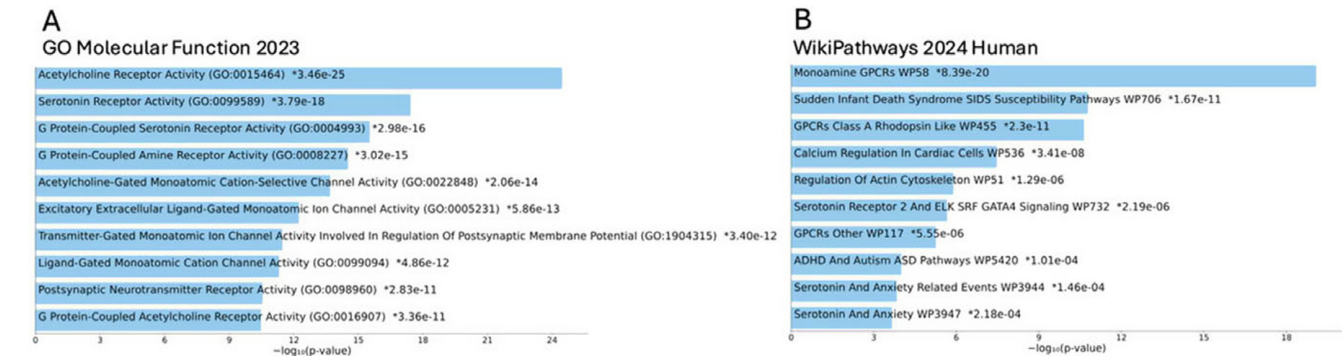 A
GO Molecular Function 2023
Acetylcholine Receptor Activity (GO:0015464) *3.46e-25
Serotonin Receptor Activity (GO:0099589) *3.79e-18
G Protein-Coupled Serotonin Receptor Activity (GO:0004993) *2.98e-16
G Protein-Coupled Amine Receptor Activity (GO:0008227) *3.02e-15
Acetylcholine-Gated Monoatomic Cation-Selective Channel Activity (GO:0022848) *2.06e-14
Excitatory Extracellular Ligand-Gated Monoatomic Ion Channel Activity (GO:0005231) *5.86e-13
Transmitter-Gated Monoatomic Ion Channel Activity Involved In Regulation Of Postsynaptic Membrane Potential (GO:1904315) *3.40e-12
Ligand-Gated Monoatomic Cation Channel Activity (GO:0099094) *4.86e-12
Postsynaptic Neurotransmitter Receptor Activity (GO:0098960) *2.83e-11
G Protein-Coupled Acetylcholine Receptor Activity (GO:0016907) *3.36e-11
0 3 6 9 12 15 18 21 24
−log₁₀(p-value)
B
WikiPathways 2024 Human
Monoamine GPCRs WP58 *8.39e-20
Sudden Infant Death Syndrome SIDS Susceptibility Pathways WP706 *1.67e-11
GPCRs Class A Rhodopsin Like WP455 *2.3e-11
Calcium Regulation In Cardiac Cells WP536 *3.41e-08
Regulation Of Actin Cytoskeleton WP51 *1.29e-06
Serotonin Receptor 2 And ELK SRF GATA4 Signaling WP732 *2.19e-06
GPCRs Other WP117 *5.55e-06
ADHD And Autism ASD Pathways WP5420 *1.01e-04
Serotonin And Anxiety Related Events WP3944 *1.46e-04
Serotonin And Anxiety WP3947 *2.18e-04
0 3 6 9 12 15 18
−log₁₀(p-value)